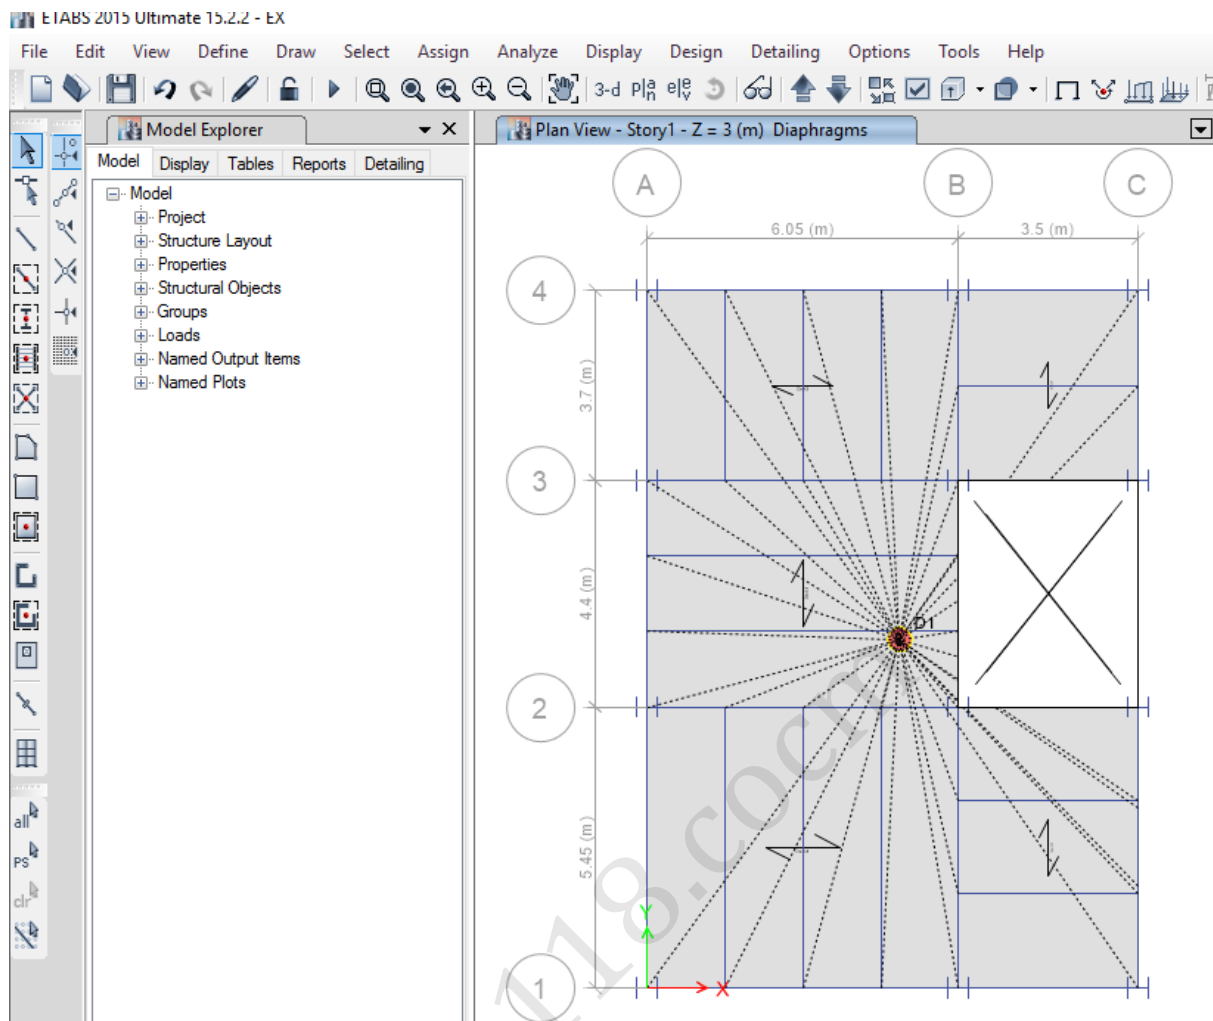 ETABS 2015 Ultimate 15.2.2 - EX
File Edit View Define Draw Select Assign Analyze Display Design Detailing Options Tools Help
3-d
Model Explorer
Plan View - Story1 - Z = 3 (m) Diaphragms
Model Display Tables Reports Detailing
Model
Project
Structure Layout
Properties
Structural Objects
Groups
Loads
Named Output Items
Named Plots
all
PS
clr
A B C
6.05 (m) 3.5 (m)
4
3.7 (m)
3
4.4 (m)
D1
2
5.45 (m)
Y
1
X